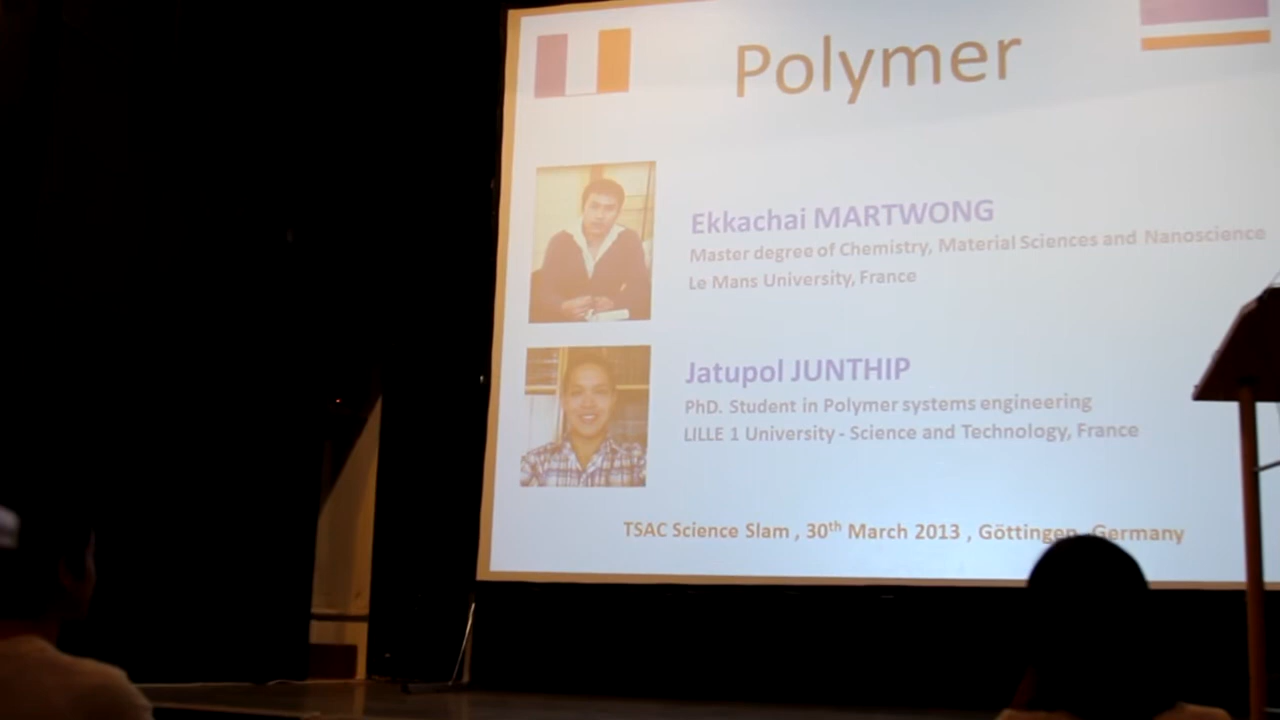 Polymer
Ekkachai MARTWONG
Master degree of Chemistry, Material Sciences and Nanoscience
Le Mans University, France
Jatupol JUNTHIP
PhD. Student in Polymer systems engineering
LILLE 1 University - Science and Technology, France
TSAC Science Slam , 30th March 2013 , Göttingen, Germany